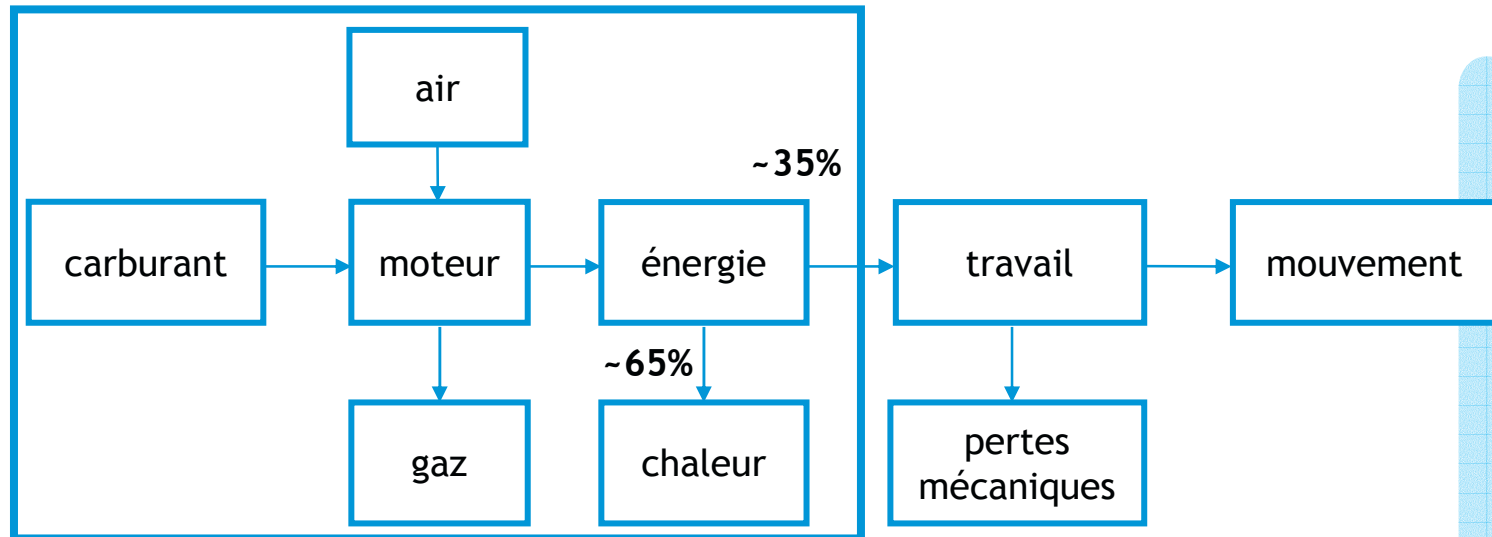 air
~35%
carburant
moteur
énergie
travail
mouvement
~65%
gaz
chaleur
pertes
mécaniques